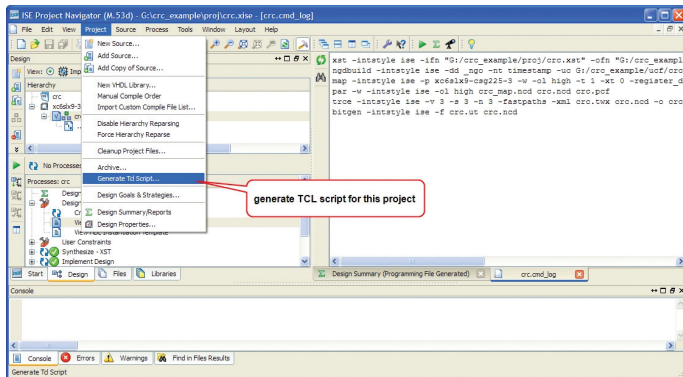 ISE Project Navigator (M.53d) - G:\crc_example\proj\crc.xise - [crc.cmd_log]
File Edit View Project Source Process Tools Window Layout Help
Design
View: Imp
Hierarchy
crc
xc6slx9-3
New Source...
Add Source...
Add Copy of Source...
New VHDL Library...
Manual Compile Order
Import Custom Compile File List...
Disable Hierarchy Reparsing
Force Hierarchy Reparse
Cleanup Project Files...
Archive...
Generate Tcl Script...
Design Goals & Strategies...
Design Summary/Reports
Design Properties...
xst -intstyle ise -ifn "G:/crc_example/proj/crc.xst" -ofn "G:/crc_exampl
ngdbuild -intstyle ise -dd _ngo -nt timestamp -uc G:/crc_example/ucf/crc
map -intstyle ise -p xc6slx9-csg225-3 -w -ol high -t 1 -xt 0 -register_d
par -w -intstyle ise -ol high crc_map.ncd crc.ncd crc.pcf
trce -intstyle ise -v 3 -s 3 -n 3 -fastpaths -xml crc.twx crc.ncd -o crc
bitgen -intstyle ise -f crc.ut crc.ncd
generate TCL script for this project
No Processes
Processes: crc
Design
Design
User Constraints
Synthesize - XST
Implement Design
Start Design Files Libraries
Design Summary (Programming File Generated) crc.cmd_log
Console
Console Errors Warnings Find in Files Results
Generate Tcl Script